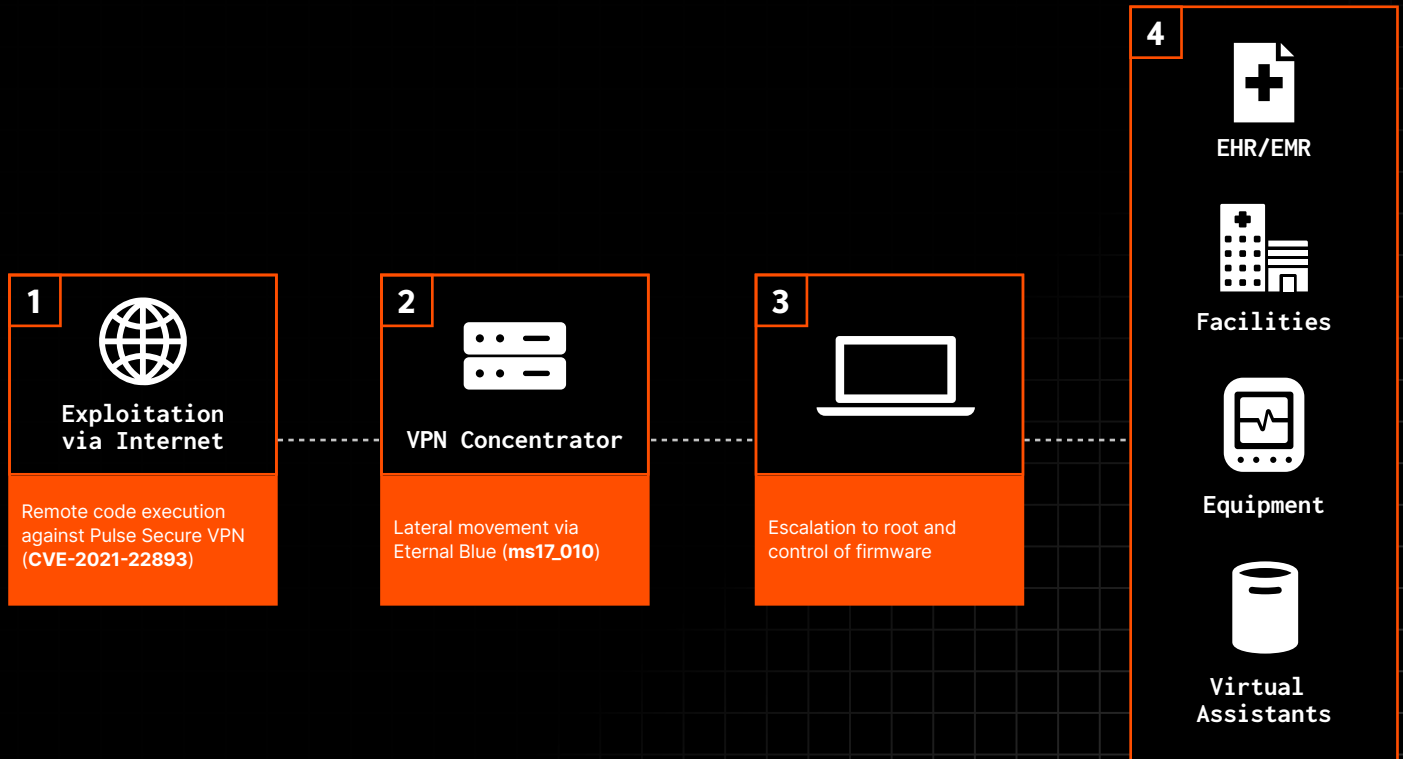 1
Exploitation
via Internet
Remote code execution
against Pulse Secure VPN
(CVE-2021-22893)
2
VPN Concentrator
Lateral movement via
Eternal Blue (ms17_010)
3
Escalation to root and
control of firmware
4
EHR/EMR
Facilities
Equipment
Virtual
Assistants